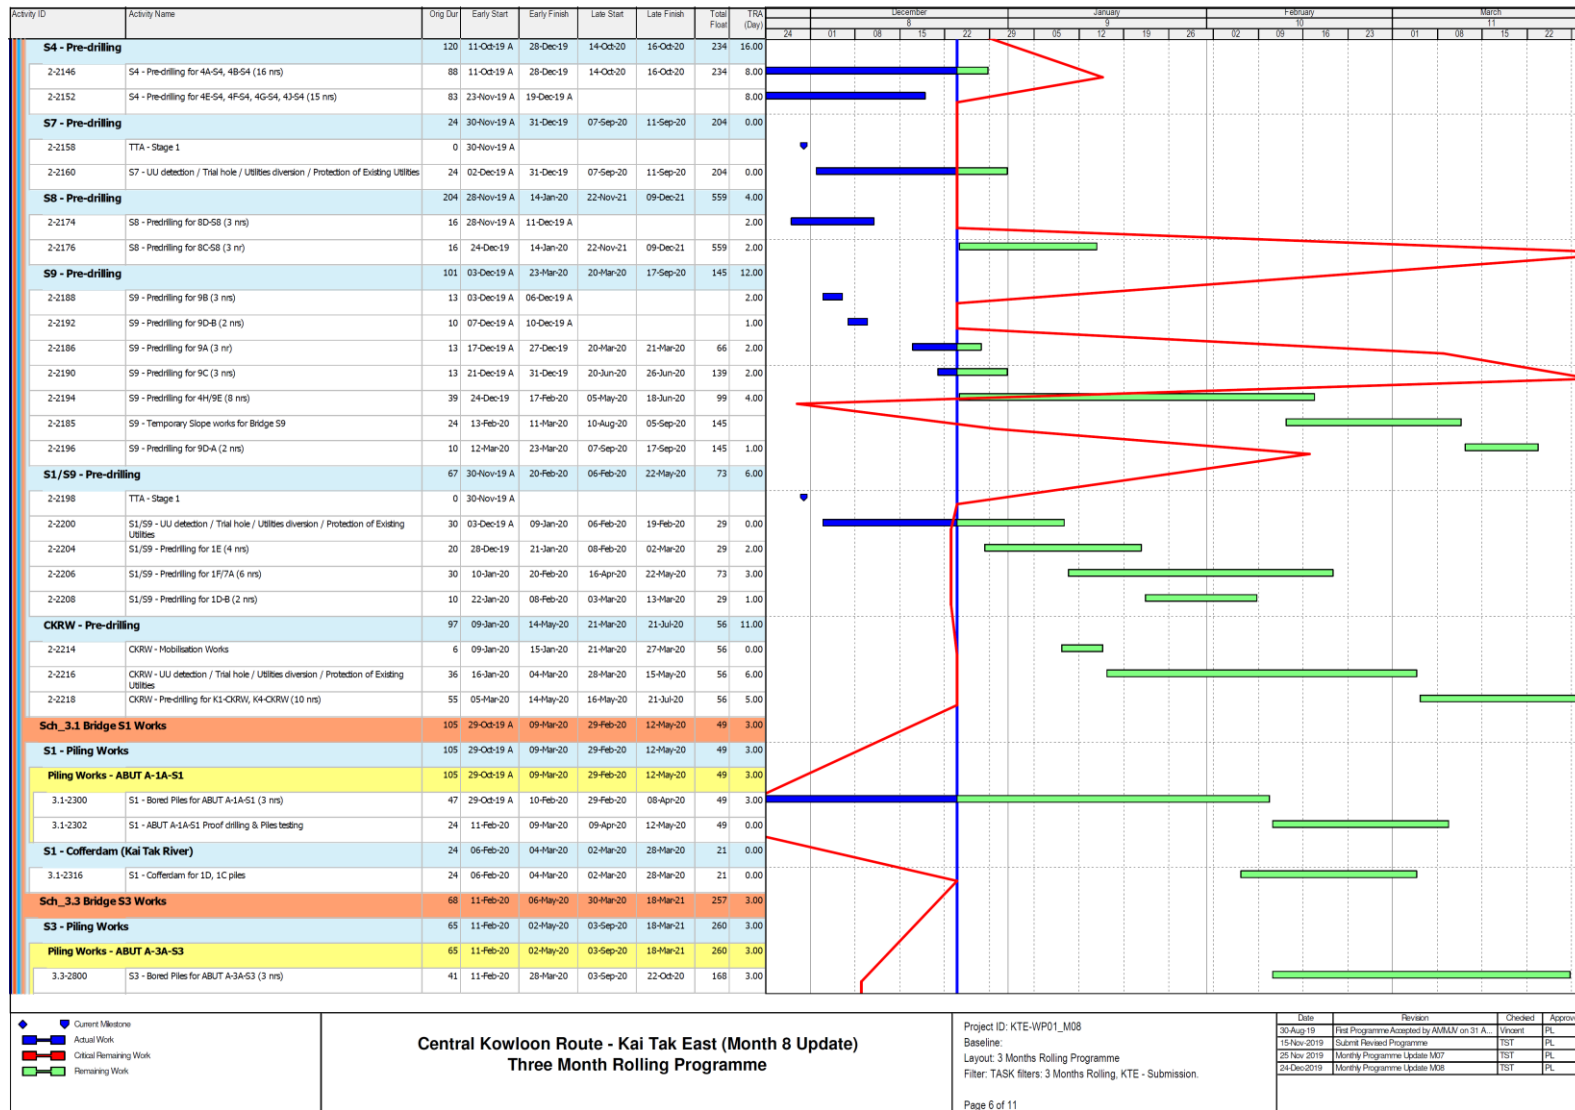 Activity ID Activity Name Orig Dur Early Start Early Finish Late Start Late Finish Total Float TRA (Day) December January February March
8 9 10 11
24 01 08 15 22 29 05 12 19 26 02 09 16 23 01 08 15 22
S4 - Pre-drilling 120 11-Oct-19 A 28-Dec-19 14-Oct-20 16-Oct-20 234 16.00
2-2146 S4 - Pre-drilling for 4A-S4, 4B-S4 (16 nrs) 88 11-Oct-19 A 28-Dec-19 14-Oct-20 16-Oct-20 234 8.00
2-2152 S4 - Pre-drilling for 4E-S4, 4F-S4, 4G-S4, 4J-S4 (15 nrs) 83 23-Nov-19 A 19-Dec-19 A 8.00
S7 - Pre-drilling 24 30-Nov-19 A 31-Dec-19 07-Sep-20 11-Sep-20 204 0.00
2-2158 TTA - Stage 1 0 30-Nov-19 A
2-2160 S7 - UU detection / Trial hole / Utilities diversion / Protection of Existing Utilities 24 02-Dec-19 A 31-Dec-19 07-Sep-20 11-Sep-20 204 0.00
S8 - Pre-drilling 204 28-Nov-19 A 14-Jan-20 22-Nov-21 09-Dec-21 559 4.00
2-2174 S8 - Predrilling for 8D-S8 (3 nrs) 16 28-Nov-19 A 11-Dec-19 A 2.00
2-2176 S8 - Predrilling for 8C-S8 (3 nr) 16 24-Dec-19 14-Jan-20 22-Nov-21 09-Dec-21 559 2.00
S9 - Pre-drilling 101 03-Dec-19 A 23-Mar-20 20-Mar-20 17-Sep-20 145 12.00
2-2188 S9 - Predrilling for 9B (3 nrs) 13 03-Dec-19 A 06-Dec-19 A 2.00
2-2192 S9 - Predrilling for 9D-B (2 nrs) 10 07-Dec-19 A 10-Dec-19 A 1.00
2-2186 S9 - Predrilling for 9A (3 nr) 13 17-Dec-19 A 27-Dec-19 20-Mar-20 21-Mar-20 66 2.00
2-2190 S9 - Predrilling for 9C (3 nrs) 13 21-Dec-19 A 31-Dec-19 20-Jun-20 26-Jun-20 139 2.00
2-2194 S9 - Predrilling for 4H/9E (8 nrs) 39 24-Dec-19 17-Feb-20 05-May-20 18-Jun-20 99 4.00
2-2185 S9 - Temporary Slope works for Bridge S9 24 13-Feb-20 11-Mar-20 10-Aug-20 05-Sep-20 145
2-2196 S9 - Predrilling for 9D-A (2 nrs) 10 12-Mar-20 23-Mar-20 07-Sep-20 17-Sep-20 145 1.00
S1/S9 - Pre-drilling 67 30-Nov-19 A 20-Feb-20 06-Feb-20 22-May-20 73 6.00
2-2198 TTA - Stage 1 0 30-Nov-19 A
2-2200 S1/S9 - UU detection / Trial hole / Utilities diversion / Protection of Existing 30 03-Dec-19 A 09-Jan-20 06-Feb-20 19-Feb-20 29 0.00
Utilities
2-2204 S1/S9 - Predrilling for 1E (4 nrs) 20 28-Dec-19 21-Jan-20 08-Feb-20 02-Mar-20 29 2.00
2-2206 S1/S9 - Predrilling for 1F/7A (6 nrs) 30 10-Jan-20 20-Feb-20 16-Apr-20 22-May-20 73 3.00
2-2208 S1/S9 - Predrilling for 1D-B (2 nrs) 10 22-Jan-20 08-Feb-20 03-Mar-20 13-Mar-20 29 1.00
CKRW - Pre-drilling 97 09-Jan-20 14-May-20 21-Mar-20 21-Jul-20 56 11.00
2-2214 CKRW - Mobilisation Works 6 09-Jan-20 15-Jan-20 21-Mar-20 27-Mar-20 56 0.00
2-2216 CKRW - UU detection / Trial hole / Utilities diversion / Protection of Existing 36 16-Jan-20 04-Mar-20 28-Mar-20 15-May-20 56 6.00
Utilities
2-2218 CKRW - Pre-drilling for K1-CKRW, K4-CKRW (10 nrs) 55 05-Mar-20 14-May-20 16-May-20 21-Jul-20 56 5.00
Sch_3.1 Bridge S1 Works 105 29-Oct-19 A 09-Mar-20 29-Feb-20 12-May-20 49 3.00
S1 - Piling Works 105 29-Oct-19 A 09-Mar-20 29-Feb-20 12-May-20 49 3.00
Piling Works - ABUT A-1A-S1 105 29-Oct-19 A 09-Mar-20 29-Feb-20 12-May-20 49 3.00
3.1-2300 S1 - Bored Piles for ABUT A-1A-S1 (3 nrs) 47 29-Oct-19 A 10-Feb-20 29-Feb-20 08-Apr-20 49 3.00
3.1-2302 S1 - ABUT A-1A-S1 Proof drilling & Piles testing 24 11-Feb-20 09-Mar-20 09-Apr-20 12-May-20 49 0.00
S1 - Cofferdam (Kai Tak River) 24 06-Feb-20 04-Mar-20 02-Mar-20 28-Mar-20 21 0.00
3.1-2316 S1 - Cofferdam for 1D, 1C piles 24 06-Feb-20 04-Mar-20 02-Mar-20 28-Mar-20 21 0.00
Sch_3.3 Bridge S3 Works 68 11-Feb-20 06-May-20 30-Mar-20 18-Mar-21 257 3.00
S3 - Piling Works 65 11-Feb-20 02-May-20 03-Sep-20 18-Mar-21 260 3.00
Piling Works - ABUT A-3A-S3 65 11-Feb-20 02-May-20 03-Sep-20 18-Mar-21 260 3.00
3.3-2800 S3 - Bored Piles for ABUT A-3A-S3 (3 nrs) 41 11-Feb-20 28-Mar-20 03-Sep-20 22-Oct-20 168 3.00
Current Milestone
Actual Work
Critical Remaining Work
Remaining Work
Central Kowloon Route - Kai Tak East (Month 8 Update)
Three Month Rolling Programme
Project ID: KTE-WP01_M08
Baseline:
Layout: 3 Months Rolling Programme
Filter: TASK filters: 3 Months Rolling, KTE - Submission.
Page 6 of 11
Date Revision Checked Approve
30-Aug-19 First Programme Accepted by AMMJV on 31 A... Vincent PL
15-Nov-2019 Submit Revised Programme TST PL
25 Nov 2019 Monthly Programme Update M07 TST PL
24-Dec-2019 Monthly Programme Update M08 TST PL